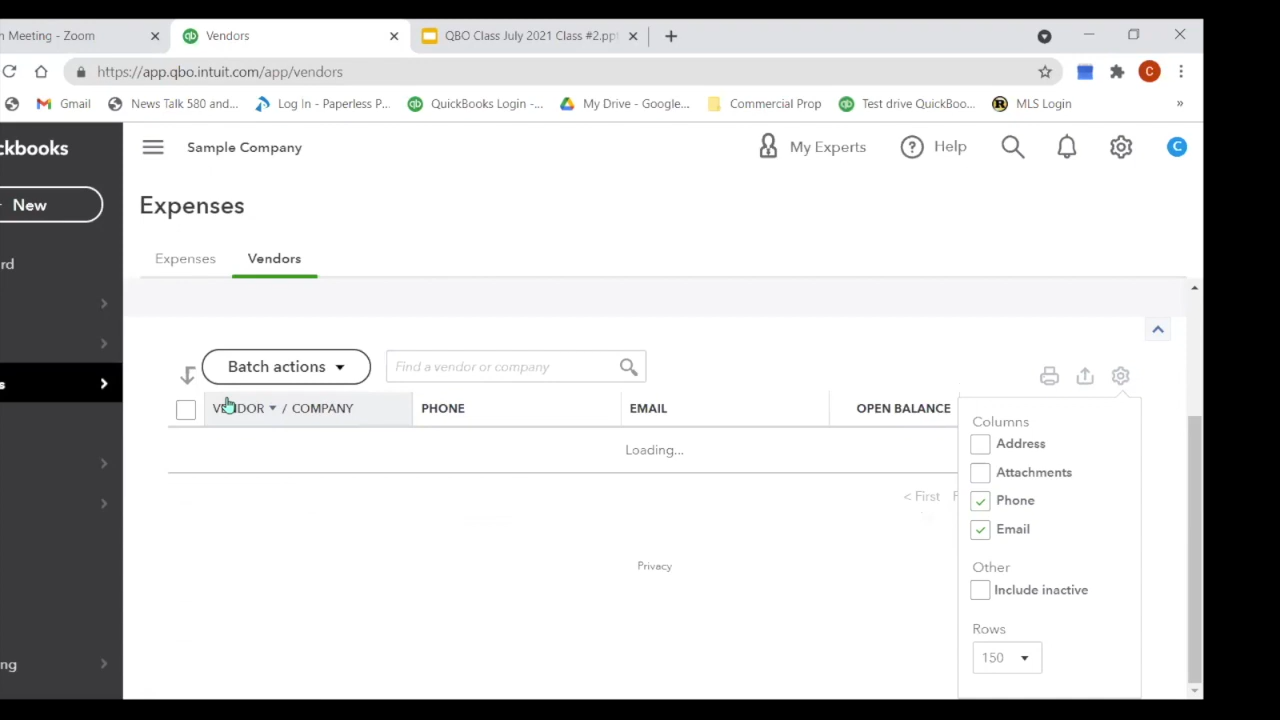 n Meeting - Zoom
Vendors
QBO Class July 2021 Class #2.ppt
https://app.qbo.intuit.com/app/vendors
C
Gmail
News Talk 580 and...
Log In - Paperless P...
QuickBooks Login -...
My Drive - Google...
Commercial Prop
Test drive QuickBoo...
MLS Login
»
ckbooks
Sample Company
My Experts
Help
C
New
Expenses
rd
Expenses
Vendors
Batch actions
Find a vendor or company
s
VENDOR / COMPANY
PHONE
EMAIL
OPEN BALANCE
Columns
Address
Loading...
Attachments
< First
Phone
Email
Privacy
Other
Include inactive
Rows
150
ng